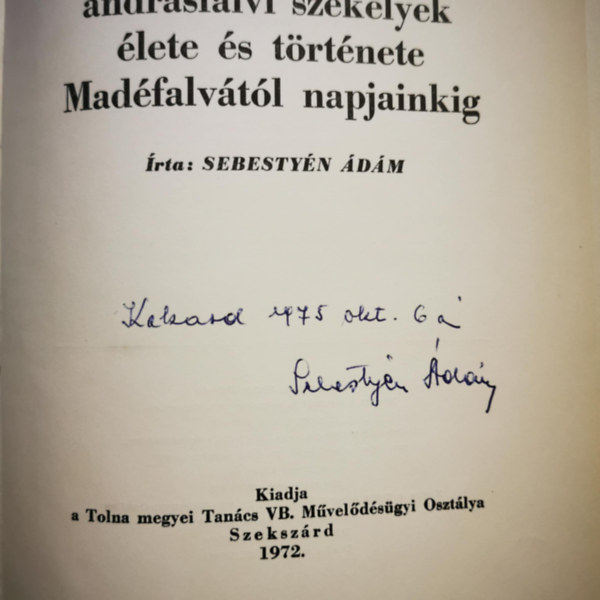 andrásfalvi székelyek
élete és története
Madéfalvától napjainkig
Írta: SEBESTYÉN ÁDÁM
Kakasd 1975 okt. 6 á
Sebestyén Ádám
Kiadja
a Tolna megyei Tanács VB. Művelődésügyi Osztálya
Szekszárd
1972.